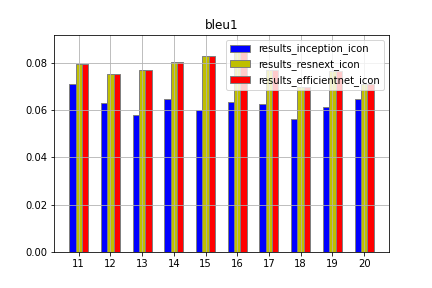 bleu1
results_inception_icon
results_resnext_icon
results_efficientnet_icon
0.08
0.06
0.04
0.02
0.00
11 12 13 14 15 16 17 18 19 20